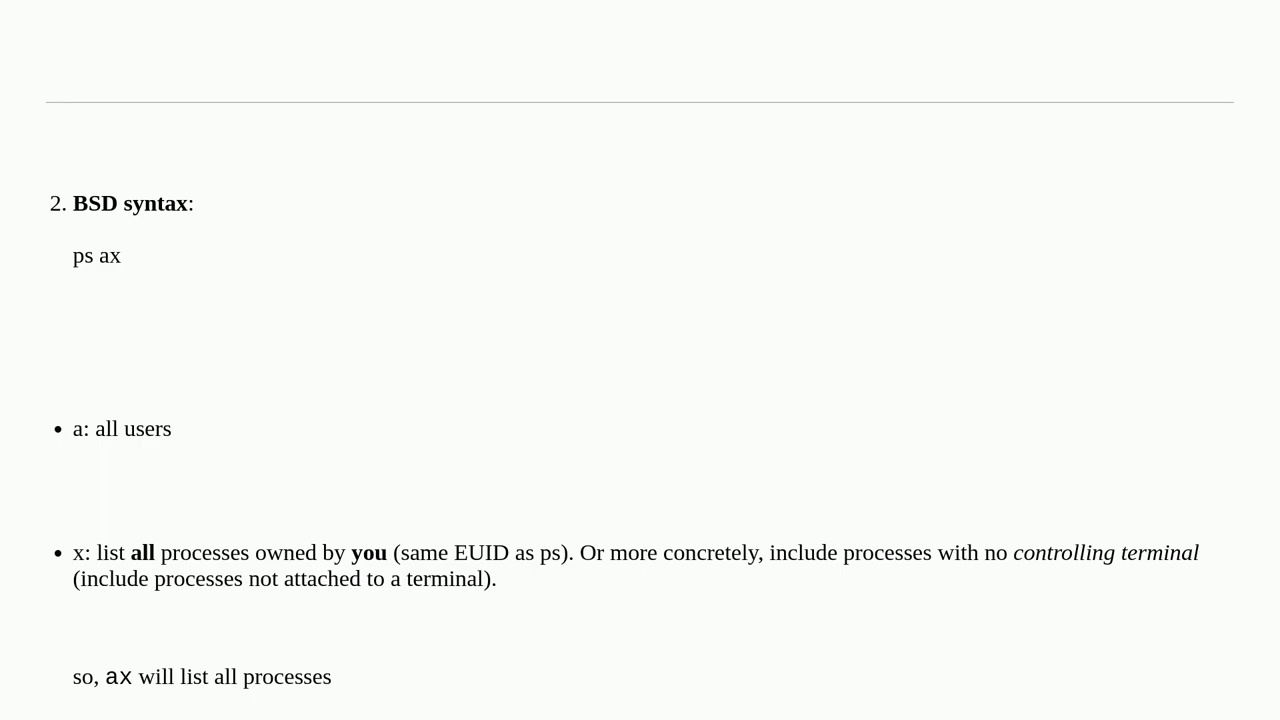 2. BSD syntax:
ps ax
• a: all users
• x: list all processes owned by you (same EUID as ps). Or more concretely, include processes with no controlling terminal
(include processes not attached to a terminal).
so, ax will list all processes